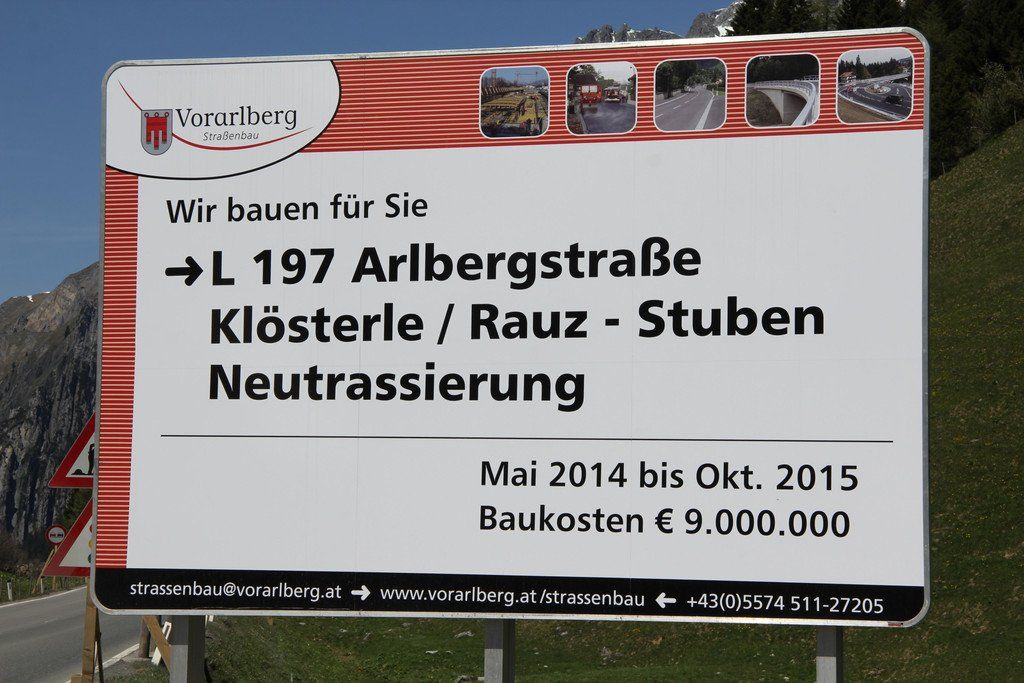 Vorarlberg
Straßenbau
Wir bauen für Sie
➔ L 197 Arlbergstraße
Klösterle / Rauz - Stuben
Neutrassierung
Mai 2014 bis Okt. 2015
Baukosten € 9.000.000
strassenbau@vorarlberg.at ➔ www.vorarlberg.at/strassenbau ← +43(0)5574 511-27205